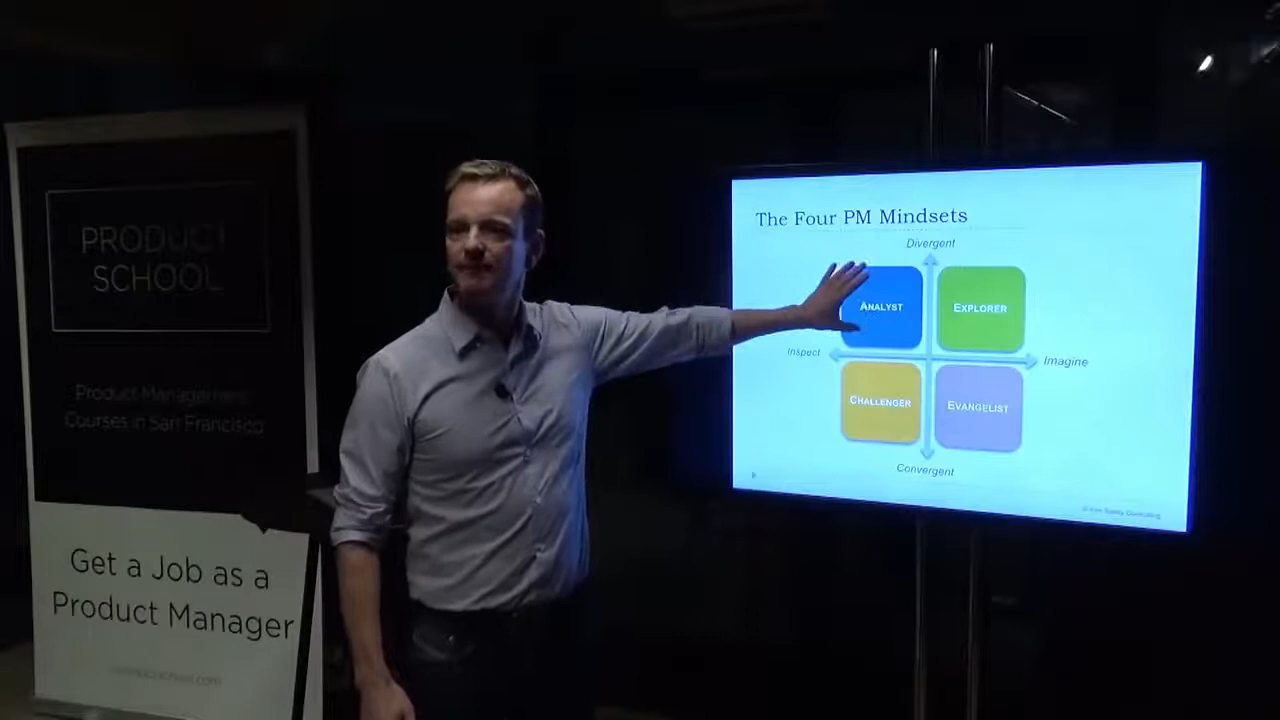 PRODUCT
SCHOOL
Product Management
Courses in San Francisco
Get a Job as a
Product Manager
The Four PM Mindsets
Divergent
ANALYST
EXPLORER
Inspect
Imagine
CHALLENGER
EVANGELIST
Convergent